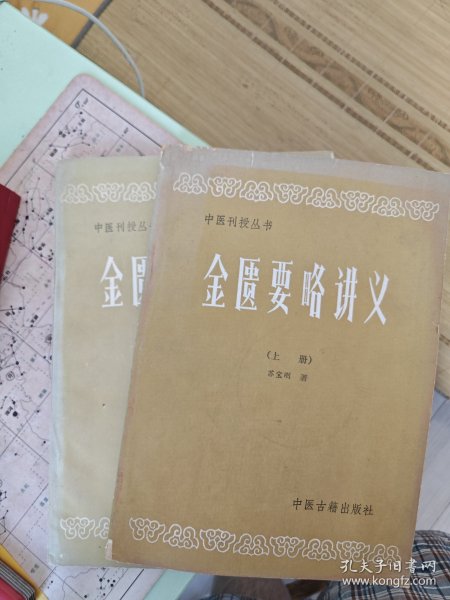 中医刊授丛
金匮
中医刊授丛书
金匮要略讲义
（上 册）
苏宝刚 著
中医古籍出版社
孔夫子旧书网
www.kongfz.com